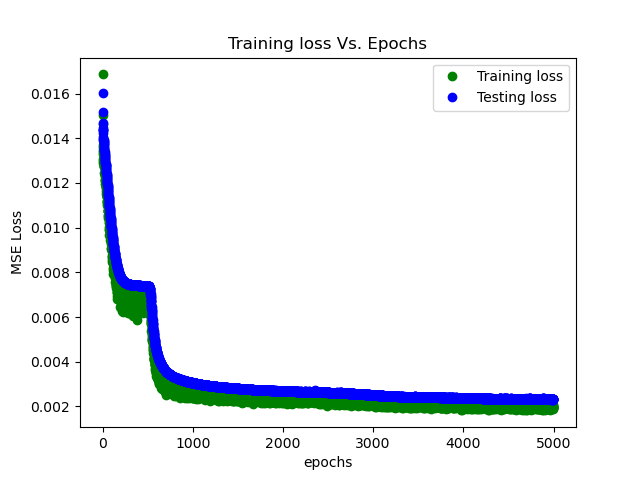 Training loss Vs. Epochs
Training loss
Testing loss
MSE Loss
0.016
0.014
0.012
0.010
0.008
0.006
0.004
0.002
0 1000 2000 3000 4000 5000
epochs